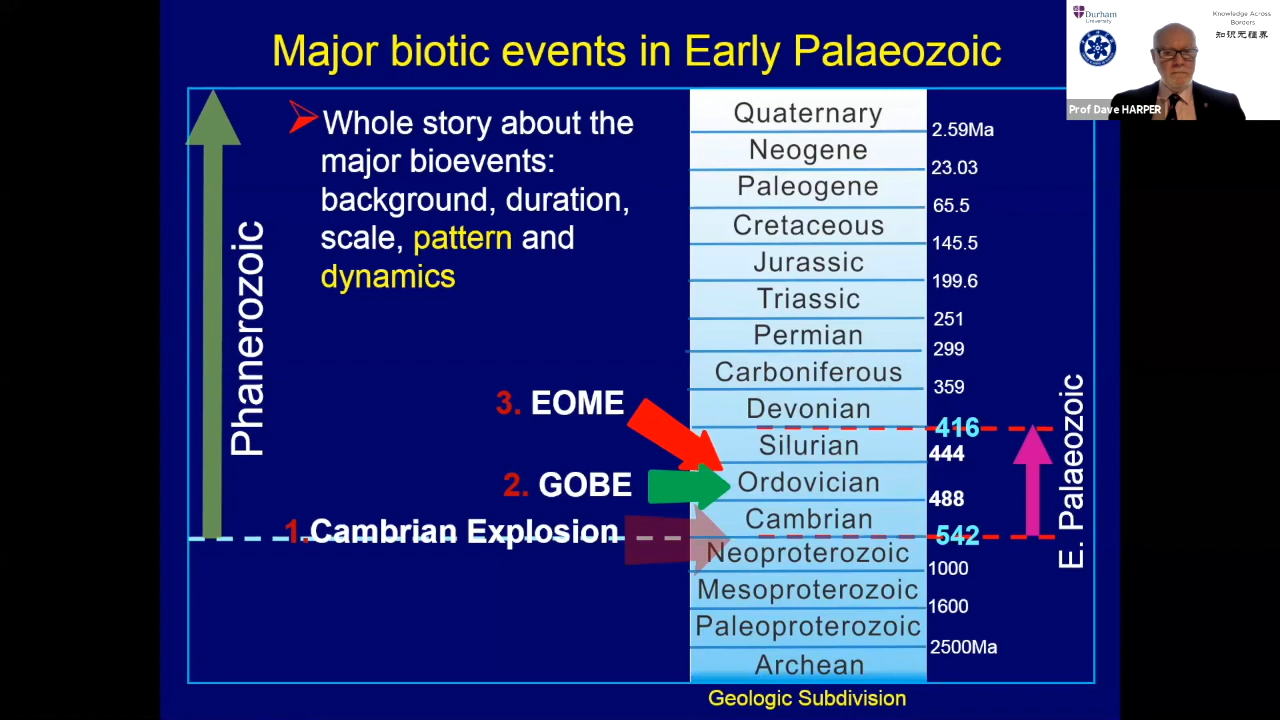 Major biotic events in Early Palaeozoic
Durham
University
Knowledge Across
Borders
知识无疆界
Prof Dave HARPER
Phanerozoic
Whole story about the
major bioevents:
background, duration,
scale, pattern and
dynamics
3. EOME
2. GOBE
1.Cambrian Explosion
Quaternary
2.59Ma
Neogene
23.03
Paleogene
65.5
Cretaceous
145.5
Jurassic
199.6
Triassic
251
Permian
299
Carboniferous
359
Devonian
416
Silurian
444
Ordovician
488
Cambrian
542
Neoproterozoic
1000
Mesoproterozoic
1600
Paleoproterozoic
2500Ma
Archean
E. Palaeozoic
Geologic Subdivision